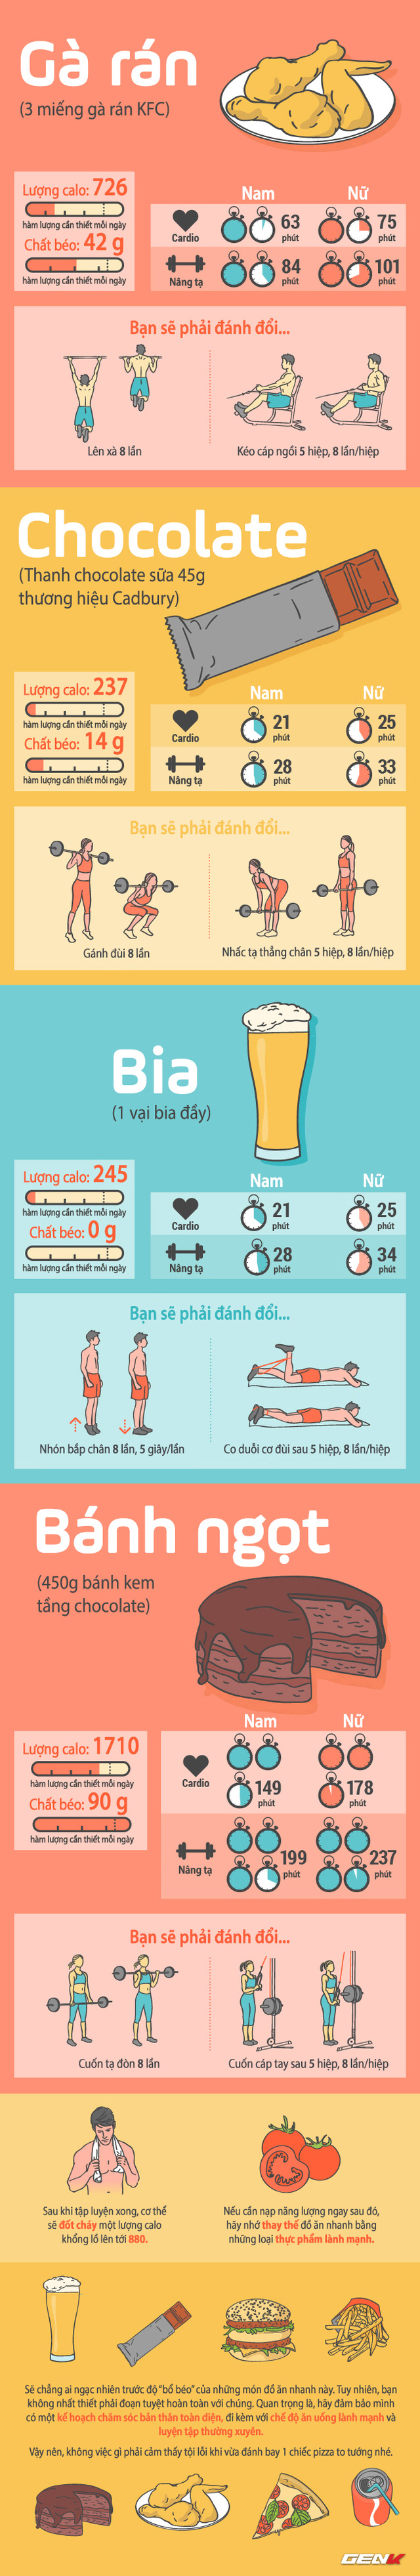 Gà rán
(3 miếng gà rán KFC)
Lượng calo: 726
hàm lượng cần thiết mỗi ngày
Chất béo: 42 g
hàm lượng cần thiết mỗi ngày
Nam
Nữ
Cardio
63
phút
75
phút
Nâng tạ
84
phút
101
phút
Bạn sẽ phải đánh đổi...
Lên xà 8 lần
Kéo cáp ngồi 5 hiệp, 8 lần/hiệp
Chocolate
(Thanh chocolate sữa 45g
thương hiệu Cadbury)
Lượng calo: 237
hàm lượng cần thiết mỗi ngày
Chất béo: 14 g
hàm lượng cần thiết mỗi ngày
Nam
Nữ
Cardio
21
phút
25
phút
Nâng tạ
28
phút
33
phút
Bạn sẽ phải đánh đổi...
Gánh đùi 8 lần
Nhấc tạ thẳng chân 5 hiệp, 8 lần/hiệp
Bia
(1 vại bia đầy)
Lượng calo: 245
hàm lượng cần thiết mỗi ngày
Chất béo: 0 g
hàm lượng cần thiết mỗi ngày
Nam
Nữ
Cardio
21
phút
25
phút
Nâng tạ
28
phút
34
phút
Bạn sẽ phải đánh đổi...
Nhón bắp chân 8 lần, 5 giây/lần
Co duỗi cơ đùi sau 5 hiệp, 8 lần/hiệp
Bánh ngọt
(450g bánh kem
tầng chocolate)
Lượng calo: 1710
hàm lượng cần thiết mỗi ngày
Chất béo: 90 g
hàm lượng cần thiết mỗi ngày
Nam
Nữ
Cardio
149
phút
178
phút
Nâng tạ
199
phút
237
phút
Bạn sẽ phải đánh đổi...
Cuốn tạ đòn 8 lần
Cuốn cáp tay sau 5 hiệp, 8 lần/hiệp
Sau khi tập luyện xong, cơ thể
sẽ đốt cháy một lượng calo
khổng lồ lên tới 880.
Nếu cần nạp năng lượng ngay sau đó,
hãy nhớ thay thế đồ ăn nhanh bằng
những loại thực phẩm lành mạnh.
Sẽ chẳng ai ngạc nhiên trước độ "bổ béo" của những món đồ ăn nhanh này. Tuy nhiên, bạn
không nhất thiết phải đoạn tuyệt hoàn toàn với chúng. Quan trọng là, hãy đảm bảo mình
có một kế hoạch chăm sóc bản thân toàn diện, đi kèm với chế độ ăn uống lành mạnh và
luyện tập thường xuyên.
Vậy nên, không việc gì phải cảm thấy tội lỗi khi vừa đánh bay 1 chiếc pizza to tướng nhé.
GENK